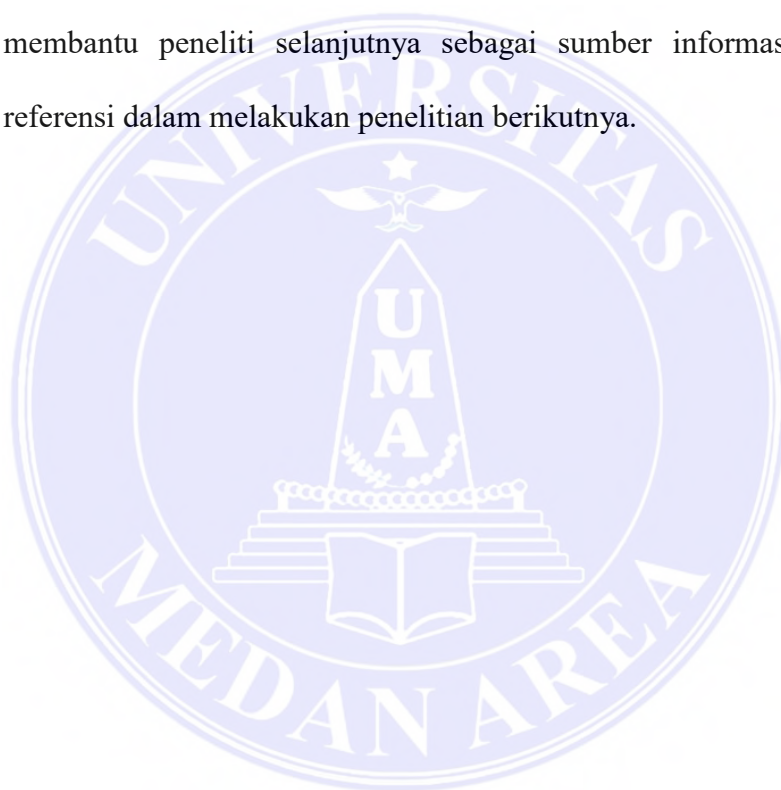 membantu peneliti selanjutnya sebagai sumber informas
referensi dalam melakukan penelitian berikutnya.
UNIVERSITAS
U
M
A
MEDAN AREA